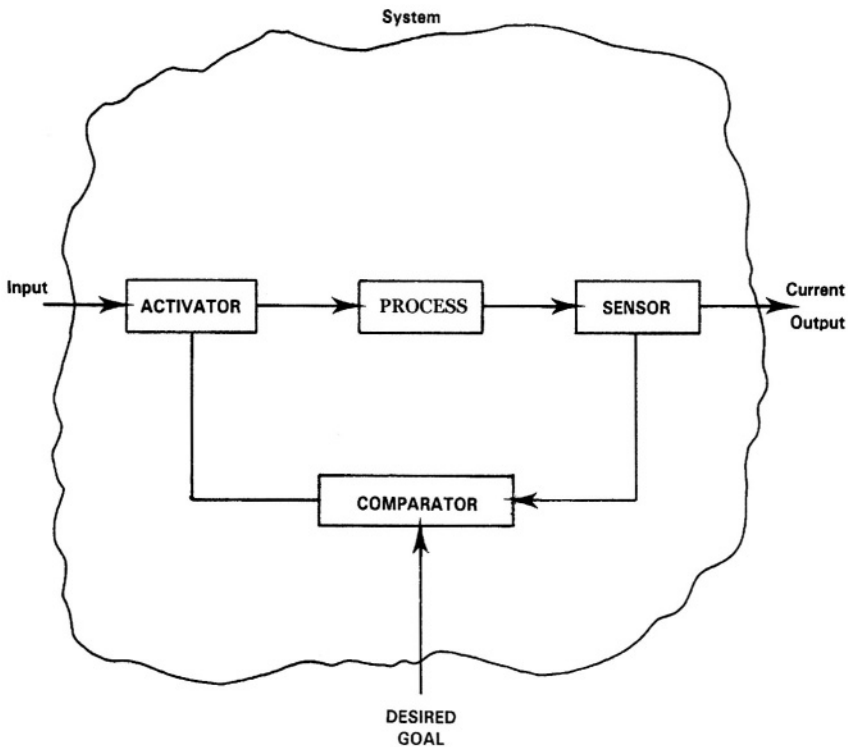 System
Input
ACTIVATOR
PROCESS
SENSOR
Current
Output
COMPARATOR
DESIRED
GOAL